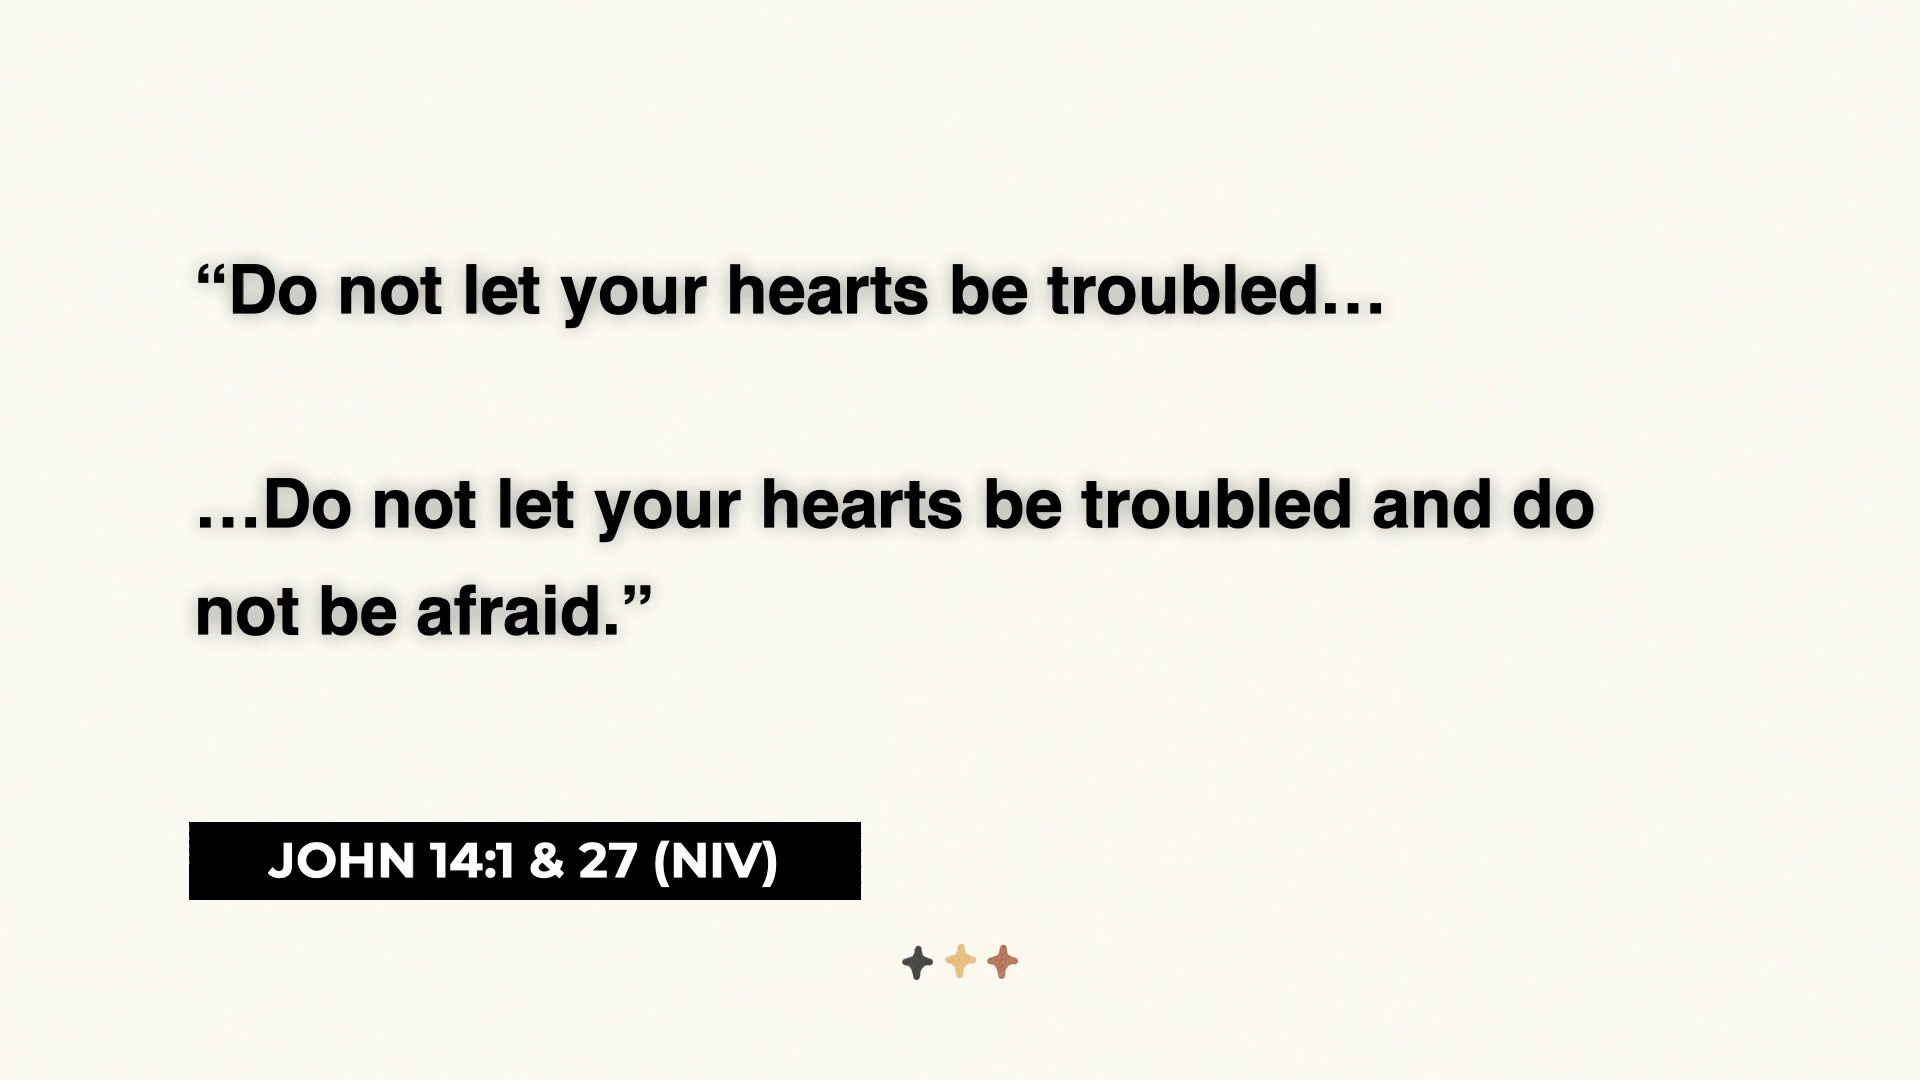 “Do not let your hearts be troubled…
…Do not let your hearts be troubled and do
not be afraid.”
JOHN 14:1 & 27 (NIV)